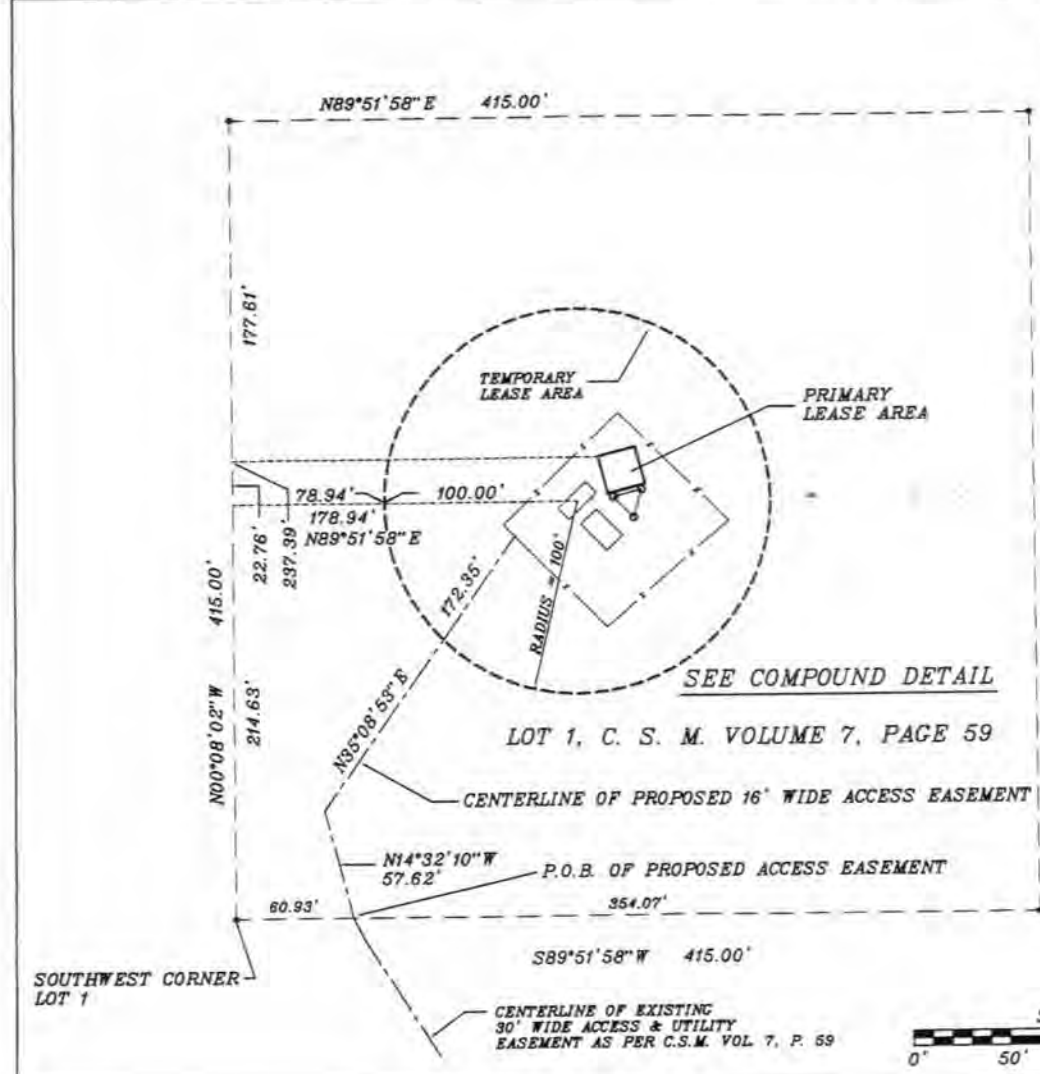 N89°51'58"E 415.00'
177.61'
TEMPORARY
LEASE AREA
PRIMARY
LEASE AREA
78.94' 100.00'
178.94'
N89°51'58"E
22.76'
237.39'
N00°08'02"W 415.00'
214.63'
172.35'
RADIUS = 100'
N35°08'53"E
SEE COMPOUND DETAIL
LOT 1, C. S. M. VOLUME 7, PAGE 59
CENTERLINE OF PROPOSED 16' WIDE ACCESS EASEMENT
N14°32'10"W
57.62'
P.O.B. OF PROPOSED ACCESS EASEMENT
60.93' 354.07'
S89°51'58"W 415.00'
SOUTHWEST CORNER
LOT 1
CENTERLINE OF EXISTING
30' WIDE ACCESS & UTILITY
EASEMENT AS PER C.S.M. VOL. 7, P. 59
0' 50'